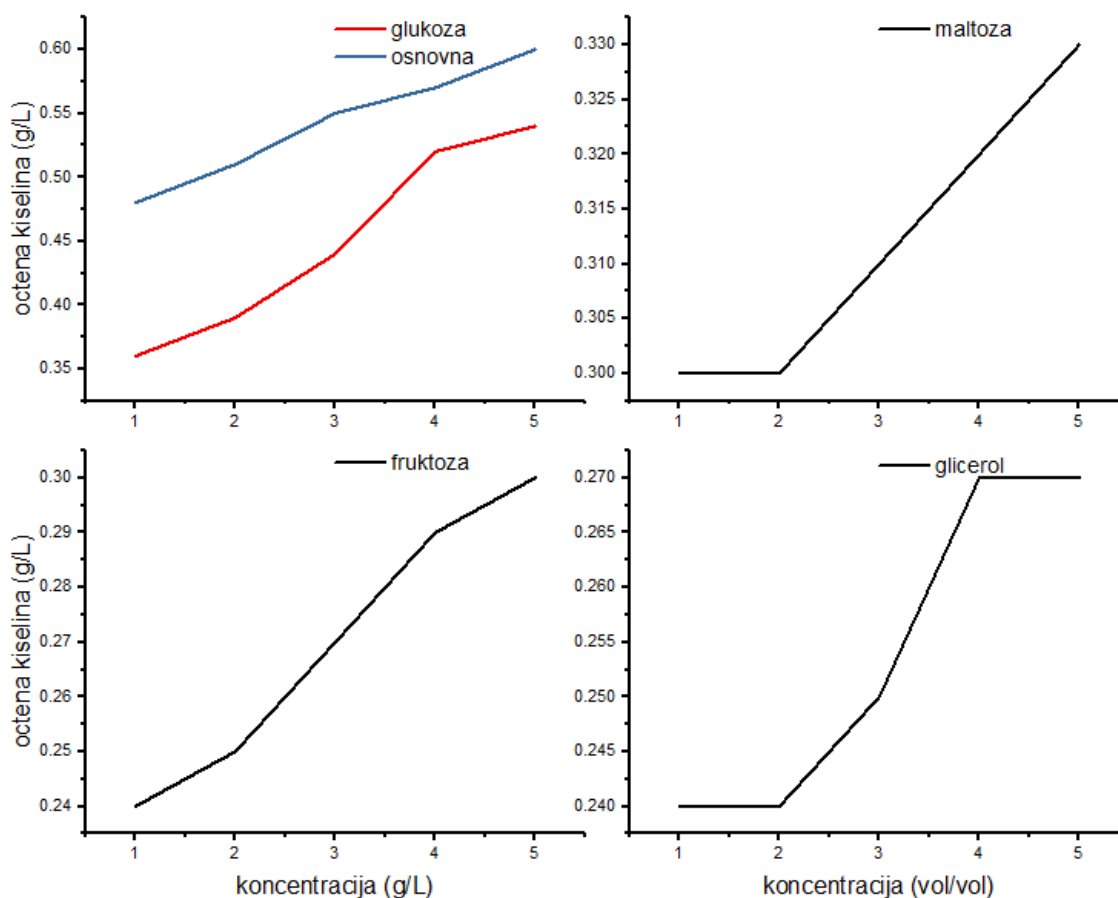 glukoza
osnovna
octena kiselina (g/L)
0.60
0.55
0.50
0.45
0.40
0.35
1 2 3 4 5
maltoza
0.330
0.325
0.320
0.315
0.310
0.305
0.300
1 2 3 4 5
fruktoza
octena kiselina (g/L)
0.30
0.29
0.28
0.27
0.26
0.25
0.24
1 2 3 4 5
koncentracija (g/L)
glicerol
0.270
0.265
0.260
0.255
0.250
0.245
0.240
1 2 3 4 5
koncentracija (vol/vol)